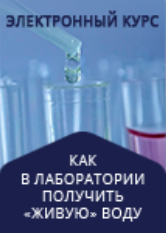 ЭЛЕКТРОННЫЙ КУРС
КАК
В ЛАБОРАТОРИИ
ПОЛУЧИТЬ
«ЖИВУЮ» ВОДУ